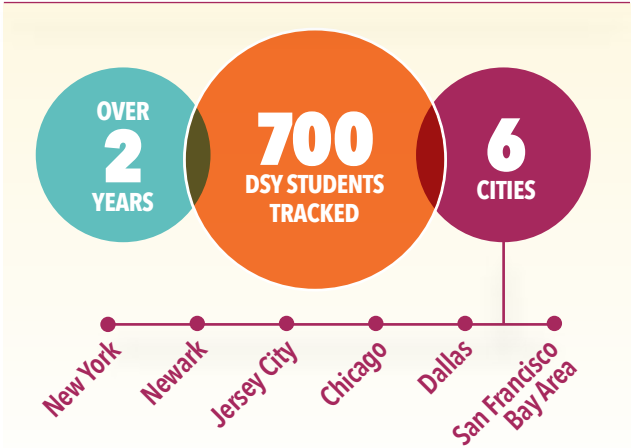 OVER
2
YEARS
700
DSY STUDENTS
TRACKED
6
CITIES
New York
Newark
Jersey City
Chicago
Dallas
San Francisco
Bay Area